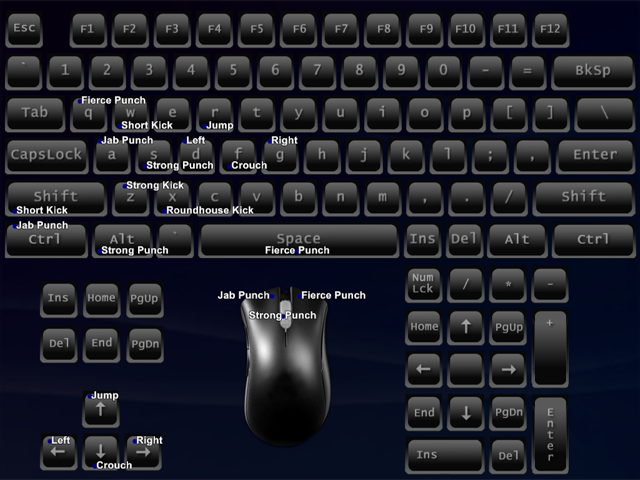 Esc F1 F2 F3 F4 F5 F6 F7 F8 F9 F10 F11 F12
` 1 2 3 4 5 6 7 8 9 0 - = BkSp
Fierce Punch
Tab q w e r t y u i o p [ ] \
Short Kick Jump
Jab Punch Left Right
CapsLock a s d f g h j k l ; , Enter
Strong Punch Crouch
Strong Kick
Shift z x c v b n m , . / Shift
Short Kick Roundhouse Kick
Jab Punch
Ctrl Alt ` Space Ins Del Alt Ctrl
Strong Punch Fierce Punch
Num Lck / * -
Ins Home PgUp
Jab Punch Fierce Punch
Strong Punch
Home ↑ PgUp +
Del End PgDn
← →
Jump
↑
End ↓ PgDn Enter
Left Right
← ↓ →
Crouch
Ins Del